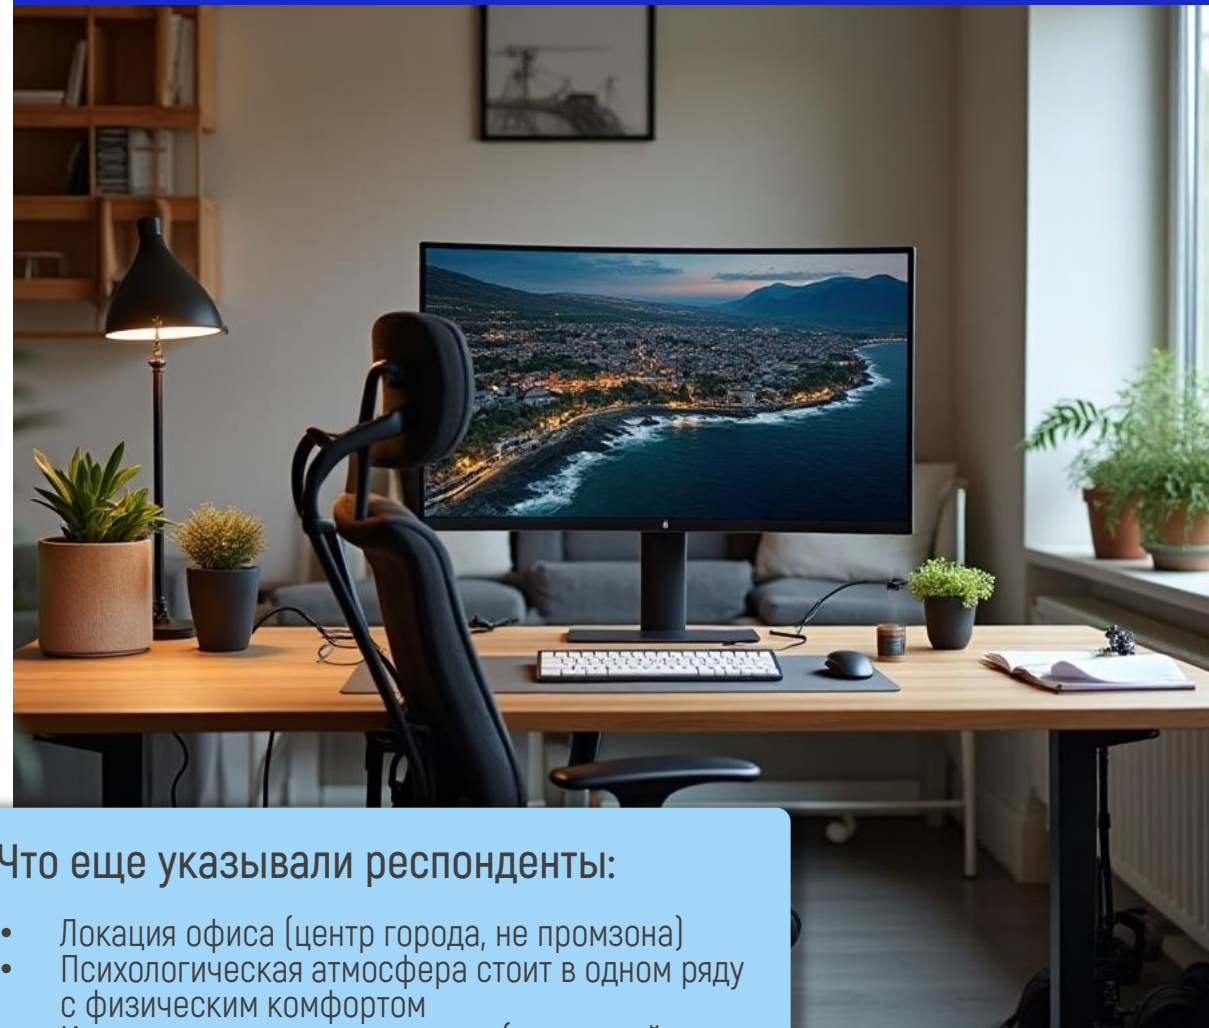 Что еще указывали респонденты:
• Локация офиса (центр города, не промзона)
• Психологическая атмосфера стоит в одном ряду
с физическим комфортом